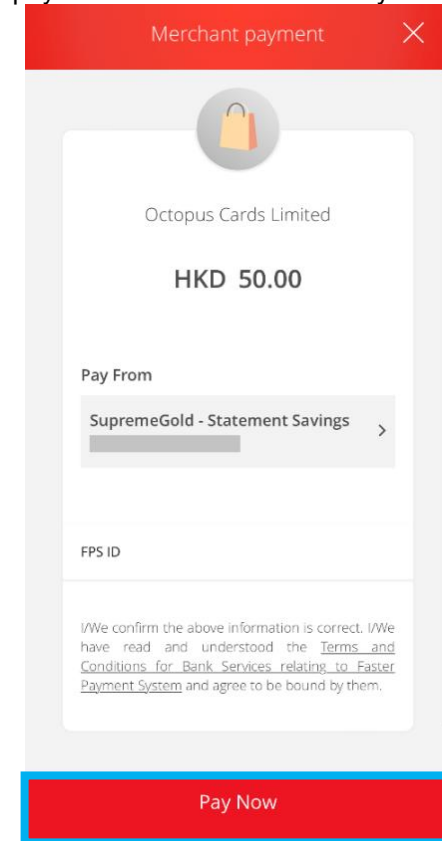 Merchant payment
Octopus Cards Limited
HKD 50.00
Pay From
SupremeGold - Statement Savings
FPS ID
I/We confirm the above information is correct. I/We
have read and understood the Terms and
Conditions for Bank Services relating to Faster
Payment System and agree to be bound by them.
Pay Now